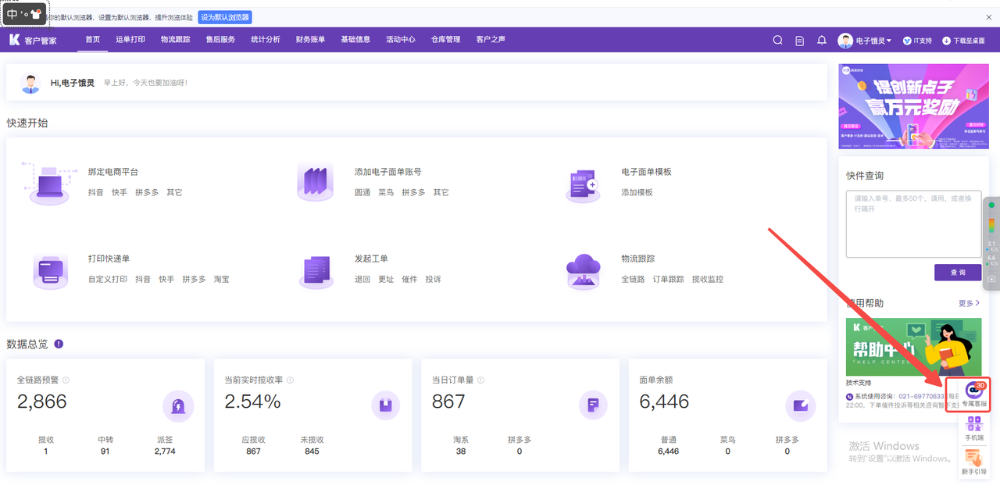 中
你的默认浏览器，设置为默认浏览器，提升浏览体验 设为默认浏览器
客户管家 首页 运单打印 物流跟踪 售后服务 统计分析 财务账单 基础信息 活动中心 仓库管理 客户之声 电子饿灵 IT支持 下载至桌面
Hi,电子饿灵 早上好，今天也要加油呀！
提创新点子
赢万元奖励
快速开始
绑定电商平台
抖音 快手 拼多多 其它
添加电子面单账号
圆通 菜鸟 拼多多 其它
电子面单模板
添加模板
打印快递单
自定义打印 抖音 快手 拼多多 淘宝
发起工单
退回 更址 催件 投诉
物流跟踪
全链路 订单跟踪 揽收监控
快件查询
请输入单号、最多50个，请用，或者换
行隔开
查 询
3.1
K/s
6.6
K/s
使用帮助 更多
帮助中心
HELP CENTER
技术支持
系统使用咨询：021-69770633
22:00，下单催件投诉等相关咨询暂不支
30
专属客服
手机端
新手引导
数据总览
全链路预警
2,866
揽收 中转 派签
1 91 2,774
当前实时揽收率
2.54%
应揽收 未揽收
867 845
当日订单量
867
淘系 拼多多
38 0
面单余额
6,446
普通 菜鸟 拼多多
6,446 0 0
激活 Windows
转到"设置"以激活 Windows。